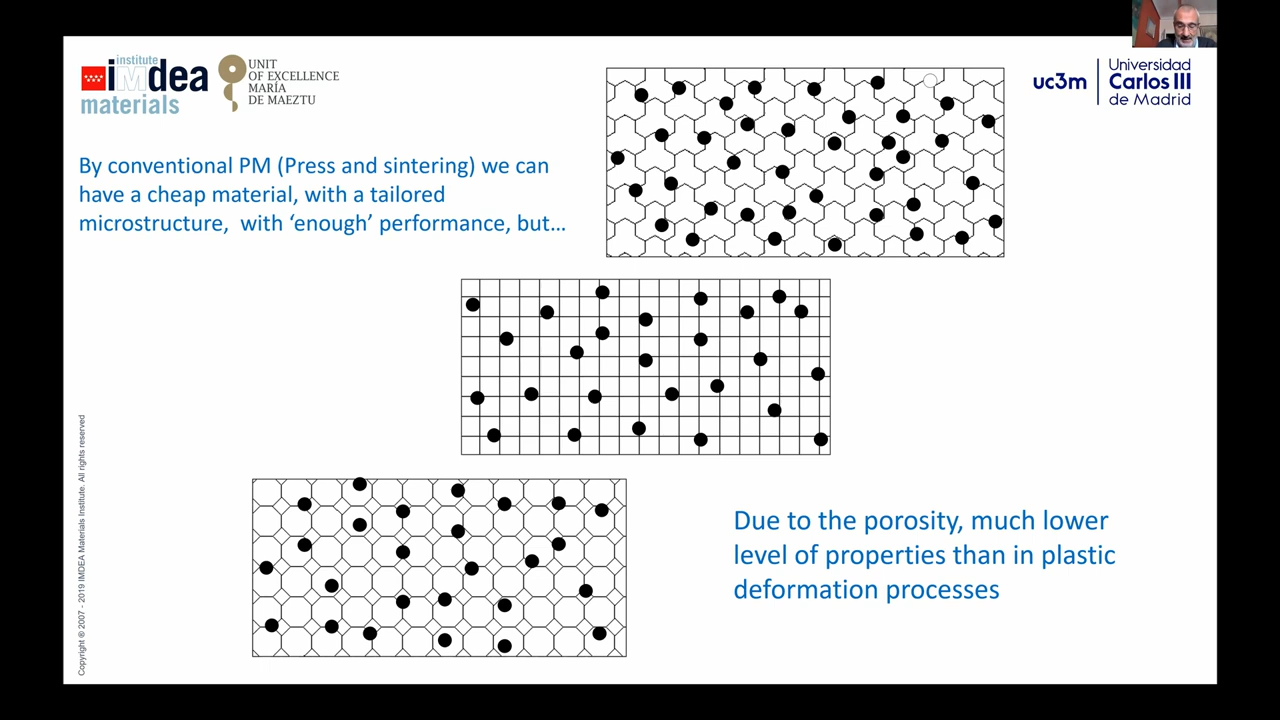 institute
iMdea
materials
UNIT
OF EXCELLENCE
MARÍA
DE MAEZTU
uc3m
Universidad
Carlos III
de Madrid
By conventional PM (Press and sintering) we can
have a cheap material, with a tailored
microstructure, with ‘enough’ performance, but…
Due to the porosity, much lower
level of properties than in plastic
deformation processes
Copyright ® 2007 - 2019 IMDEA Materials Institute. All rights reserved